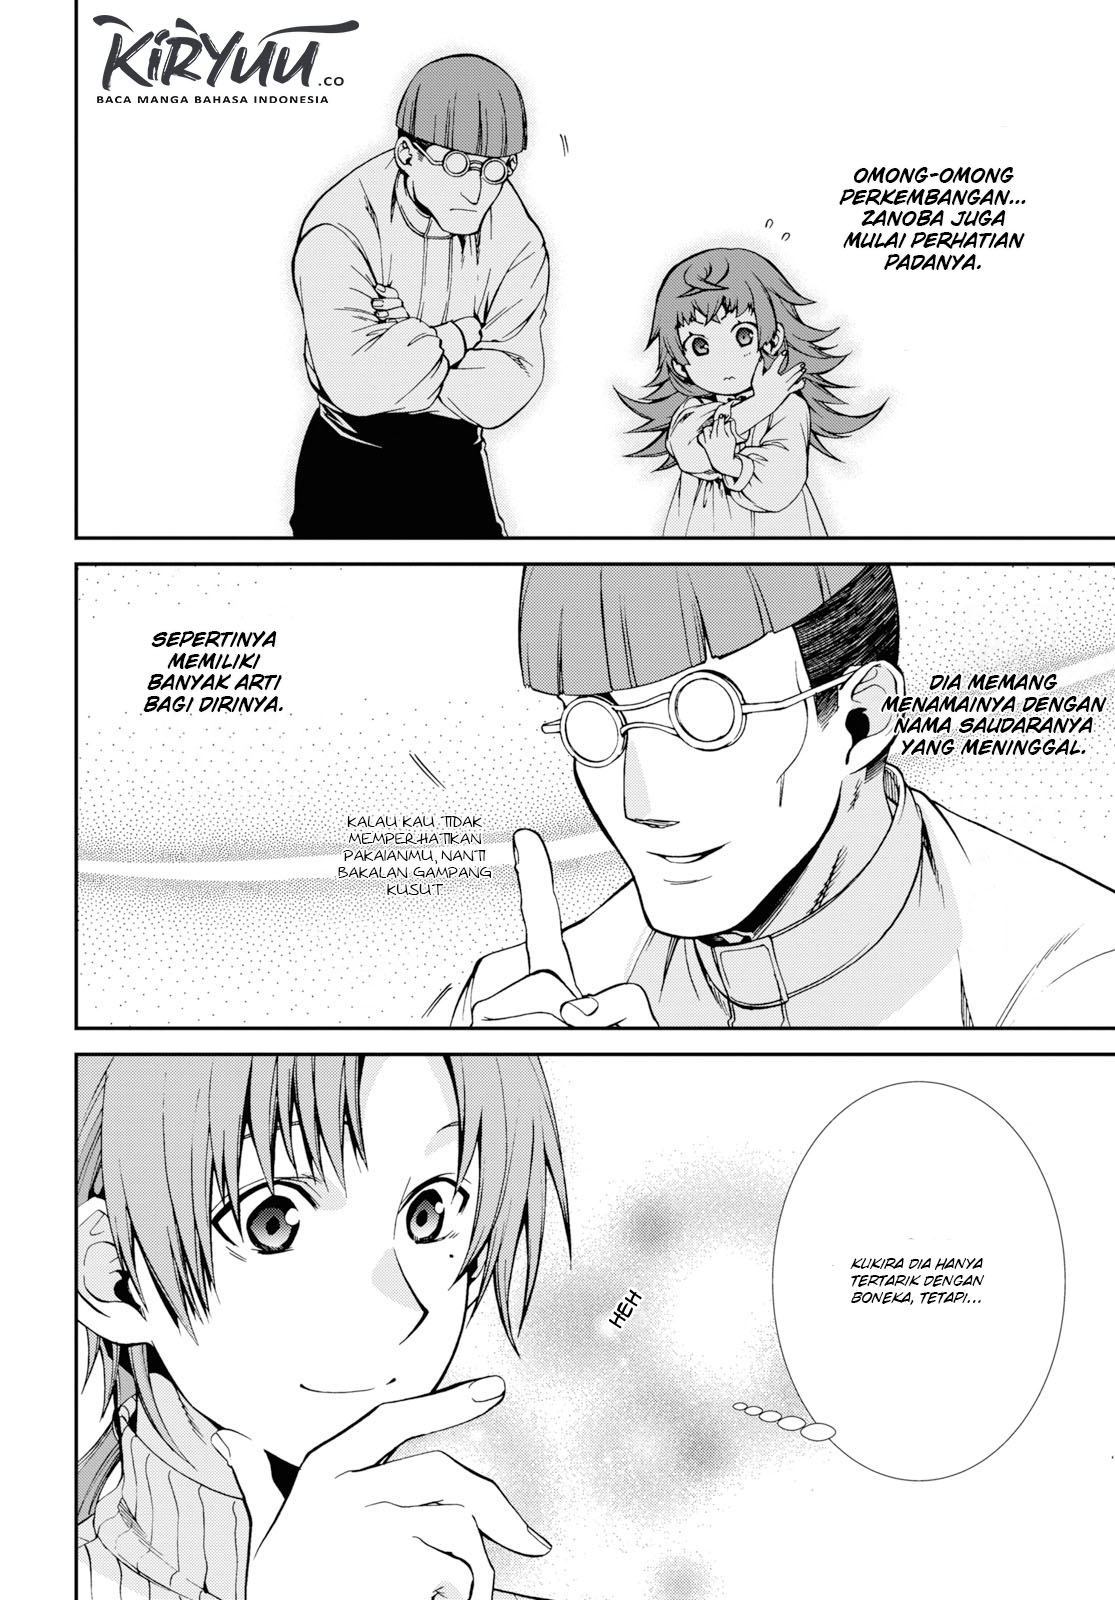 KIRYUU.CO
BACA MANGA BAHASA INDONESIA
OMONG-OMONG
PERKEMBANGAN...
ZANOBA JUGA
MULAI PERHATIAN
PADANYA.
DIA MEMANG
MENAMAINYA DENGAN
NAMA SAUDARANYA
YANG MENINGGAL.
SEPERTINYA
MEMILIKI
BANYAK ARTI
BAGI DIRINYA.
KALAU KAU TIDAK
MEMPERHATIKAN
PAKAIANMU, NANTI
BAKALAN GAMPANG
KUSUT.
KUKIRA DIA HANYA
TERTARIK DENGAN
BONEKA, TETAPI...
HEH